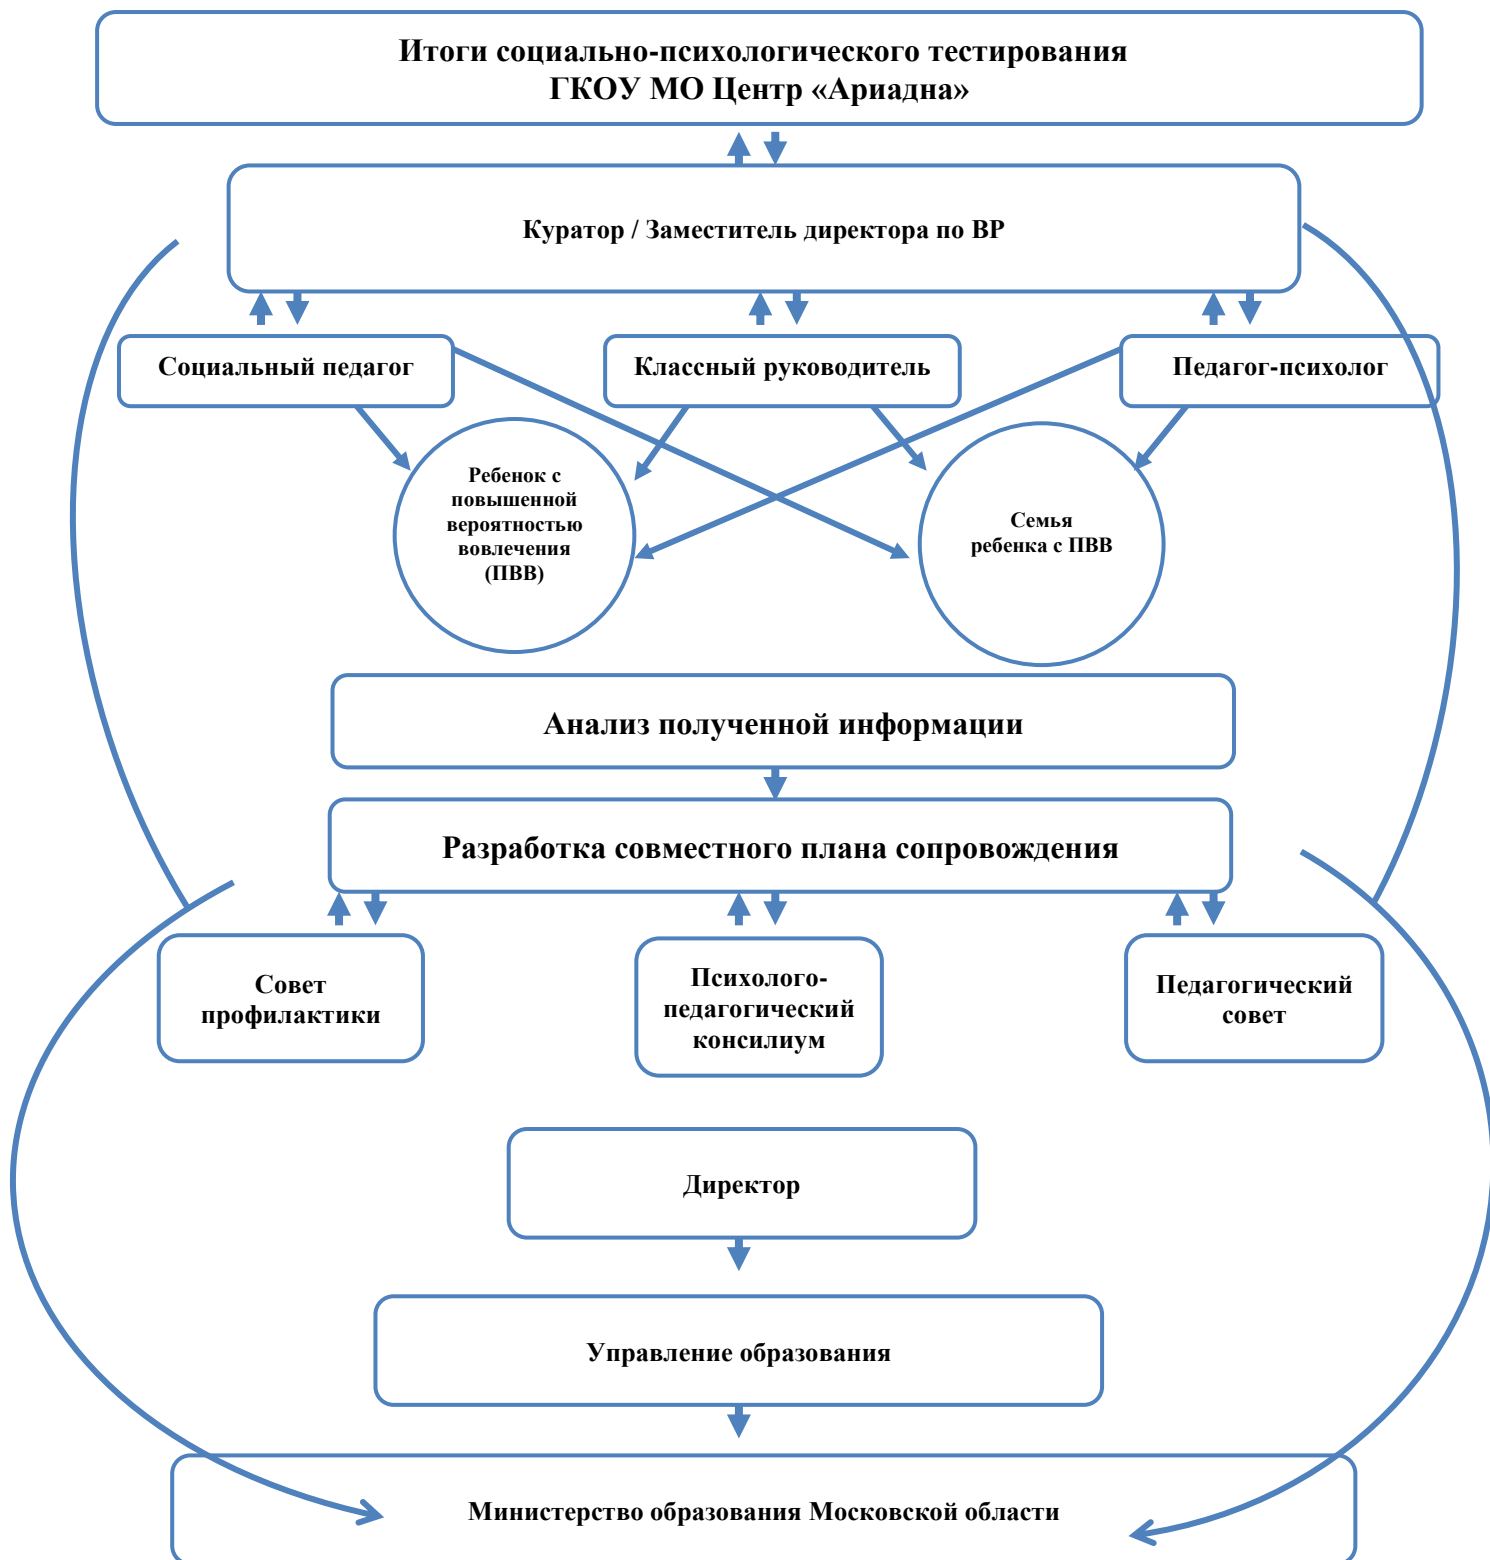 Итоги социально-психологического тестирования
ГКОУ МО Центр «Ариадна»
Куратор / Заместитель директора по ВР
Социальный педагог
Классный руководитель
Педагог-психолог
Ребенок с
повышенной
вероятностью
вовлечения
(ПВВ)
Семья
ребенка с ПВВ
Анализ полученной информации
Разработка совместного плана сопровождения
Совет
профилактики
Психолого-
педагогический
консилиум
Педагогический
совет
Директор
Управление образования
Министерство образования Московской области